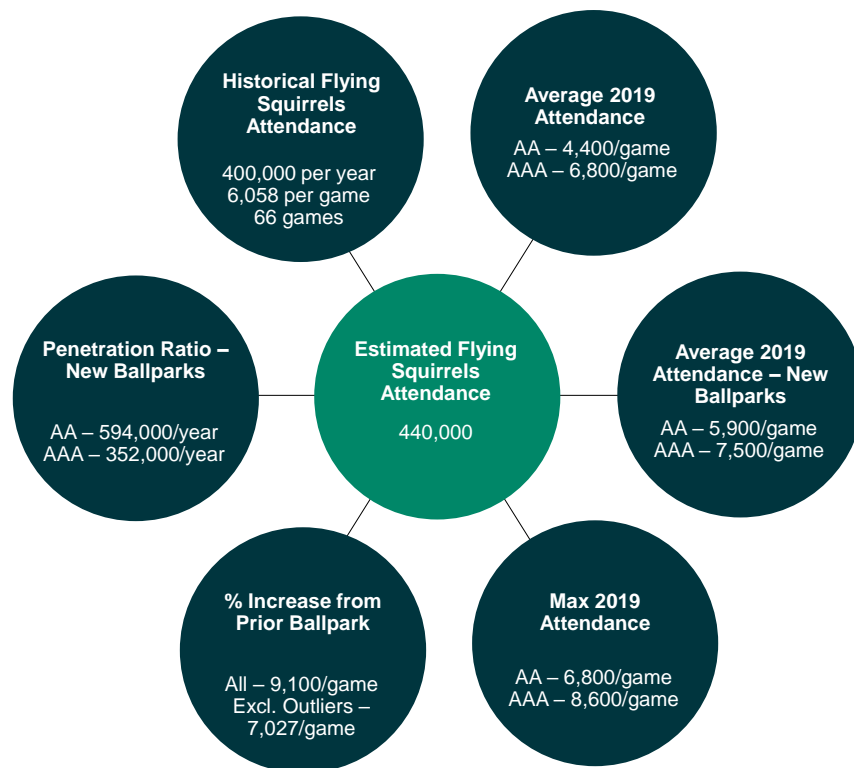 Historical Flying
Squirrels
Attendance
400,000 per year
6,058 per game
66 games
Average 2019
Attendance
AA – 4,400/game
AAA – 6,800/game
Penetration Ratio –
New Ballparks
AA – 594,000/year
AAA – 352,000/year
Estimated Flying
Squirrels
Attendance
440,000
Average 2019
Attendance – New
Ballparks
AA – 5,900/game
AAA – 7,500/game
% Increase from
Prior Ballpark
All – 9,100/game
Excl. Outliers –
7,027/game
Max 2019
Attendance
AA – 6,800/game
AAA – 8,600/game